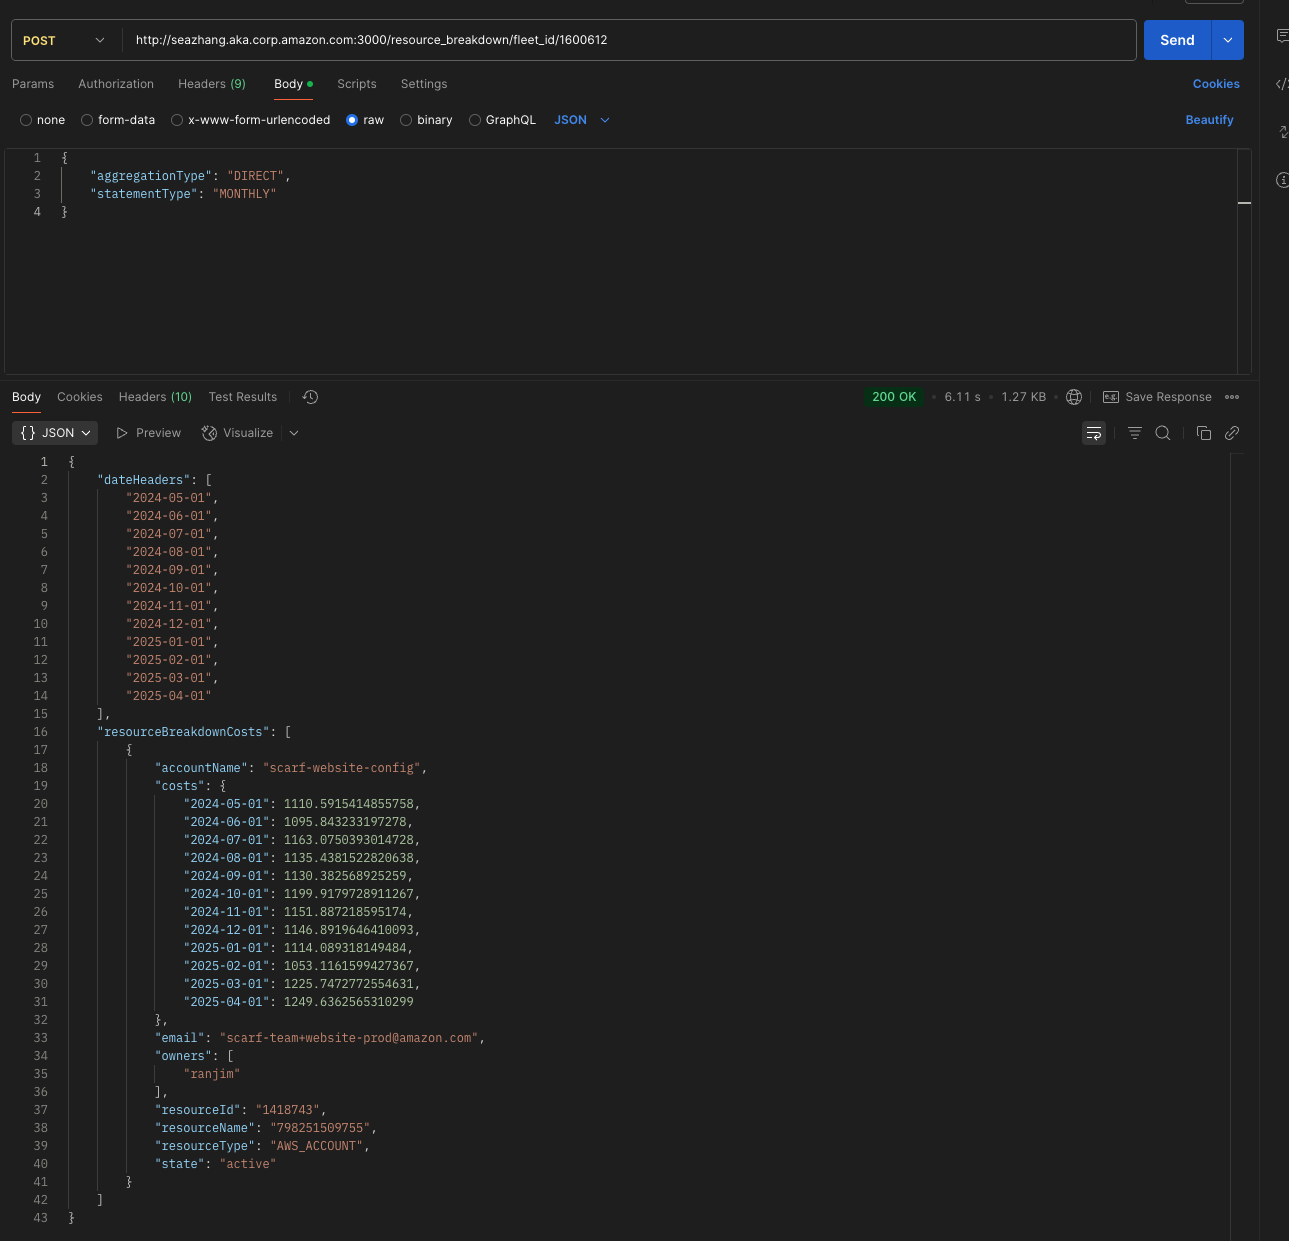 POST
http://seazhang.aka.corp.amazon.com:3000/resource_breakdown/fleet_id/1600612
Send
Params Authorization Headers (9) Body Scripts Settings Cookies
none form-data x-www-form-urlencoded raw binary GraphQL JSON Beautify
1 {
2 "aggregationType": "DIRECT",
3 "statementType": "MONTHLY"
4 }
Body Cookies Headers (10) Test Results 200 OK • 6.11 s • 1.27 KB • e.g. Save Response
{} JSON Preview Visualize
1 {
2 "dateHeaders": [
3 "2024-05-01",
4 "2024-06-01",
5 "2024-07-01",
6 "2024-08-01",
7 "2024-09-01",
8 "2024-10-01",
9 "2024-11-01",
10 "2024-12-01",
11 "2025-01-01",
12 "2025-02-01",
13 "2025-03-01",
14 "2025-04-01"
15 ],
16 "resourceBreakdownCosts": [
17 {
18 "accountName": "scarf-website-config",
19 "costs": {
20 "2024-05-01": 1110.5915414855758,
21 "2024-06-01": 1095.843233197278,
22 "2024-07-01": 1163.0750393014728,
23 "2024-08-01": 1135.4381522820638,
24 "2024-09-01": 1130.382568925259,
25 "2024-10-01": 1199.9179728911267,
26 "2024-11-01": 1151.887218595174,
27 "2024-12-01": 1146.8919646410093,
28 "2025-01-01": 1114.089318149484,
29 "2025-02-01": 1053.1161599427367,
30 "2025-03-01": 1225.7472772554631,
31 "2025-04-01": 1249.6362565310299
32 },
33 "email": "scarf-team+website-prod@amazon.com",
34 "owners": [
35 "ranjim"
36 ],
37 "resourceId": "1418743",
38 "resourceName": "798251509755",
39 "resourceType": "AWS_ACCOUNT",
40 "state": "active"
41 }
42 ]
43 }